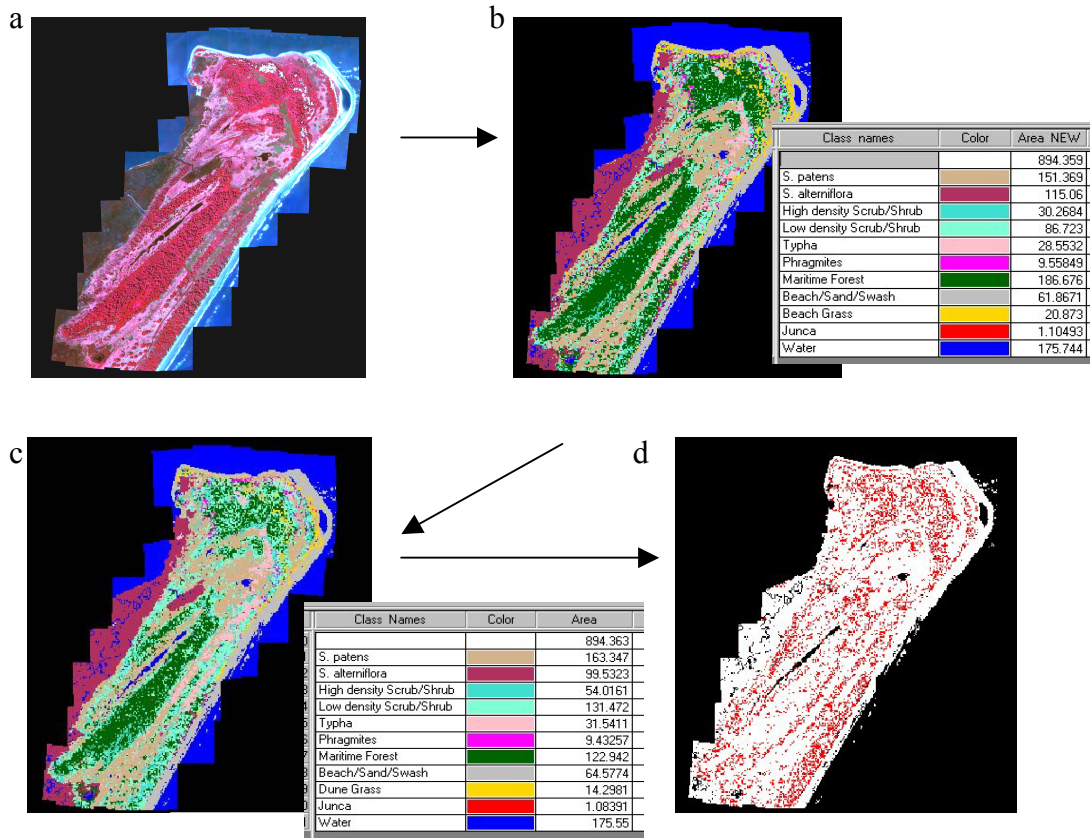 a
b
Class names Color Area NEW
894.359
S. patens 151.369
S. alterniflora 115.06
High density Scrub/Shrub 30.2684
Low density Scrub/Shrub 86.723
Typha 28.5532
Phragmites 9.55849
Maritime Forest 186.676
Beach/Sand/Swash 61.8671
Beach Grass 20.873
Junca 1.10493
Water 175.744
c
d
Class Names Color Area
894.363
S. patens 163.347
S. alterniflora 99.5323
High density Scrub/Shrub 54.0161
Low density Scrub/Shrub 131.472
Typha 31.5411
Phragmites 9.43257
Maritime Forest 122.942
Beach/Sand/Swash 64.5774
Dune Grass 14.2981
Junca 1.08391
Water 175.55